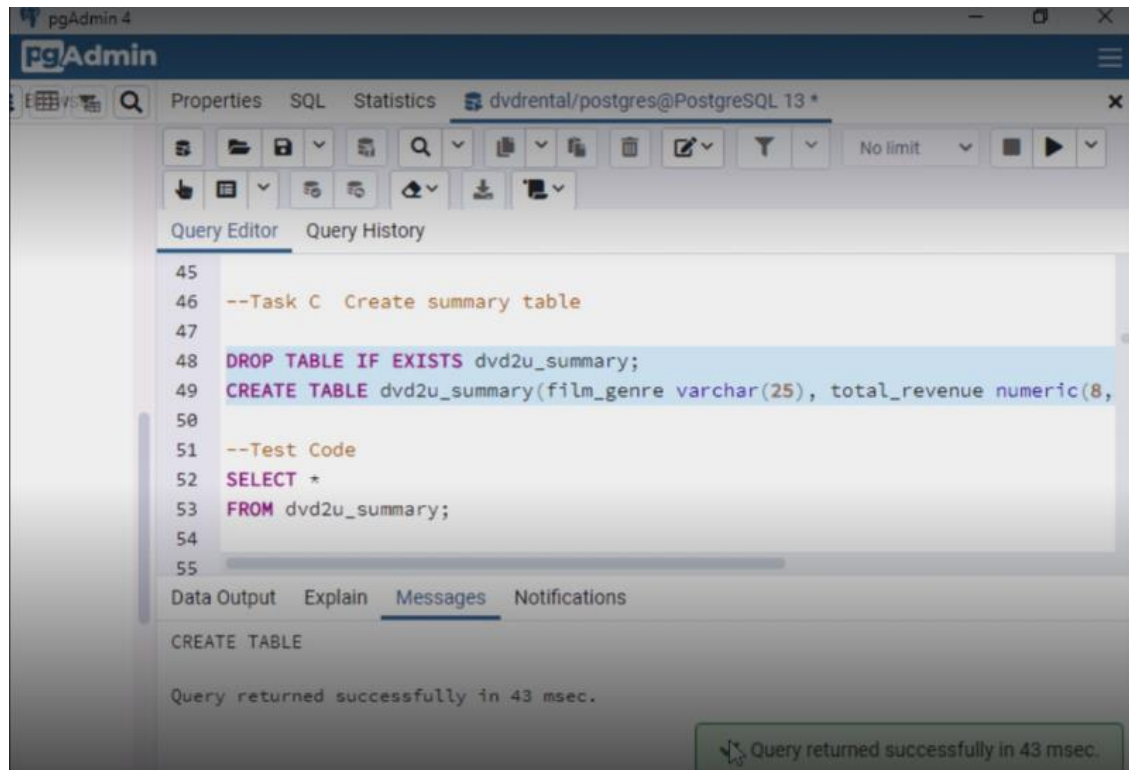 pgAdmin 4
pgAdmin
Properties SQL Statistics dvdrental/postgres@PostgreSQL 13 *
No limit
Query Editor Query History
45
46 --Task C  Create summary table
47
48 DROP TABLE IF EXISTS dvd2u_summary;
49 CREATE TABLE dvd2u_summary(film_genre varchar(25), total_revenue numeric(8,
50
51 --Test Code
52 SELECT *
53 FROM dvd2u_summary;
54
55
Data Output Explain Messages Notifications
CREATE TABLE
Query returned successfully in 43 msec.
Query returned successfully in 43 msec.